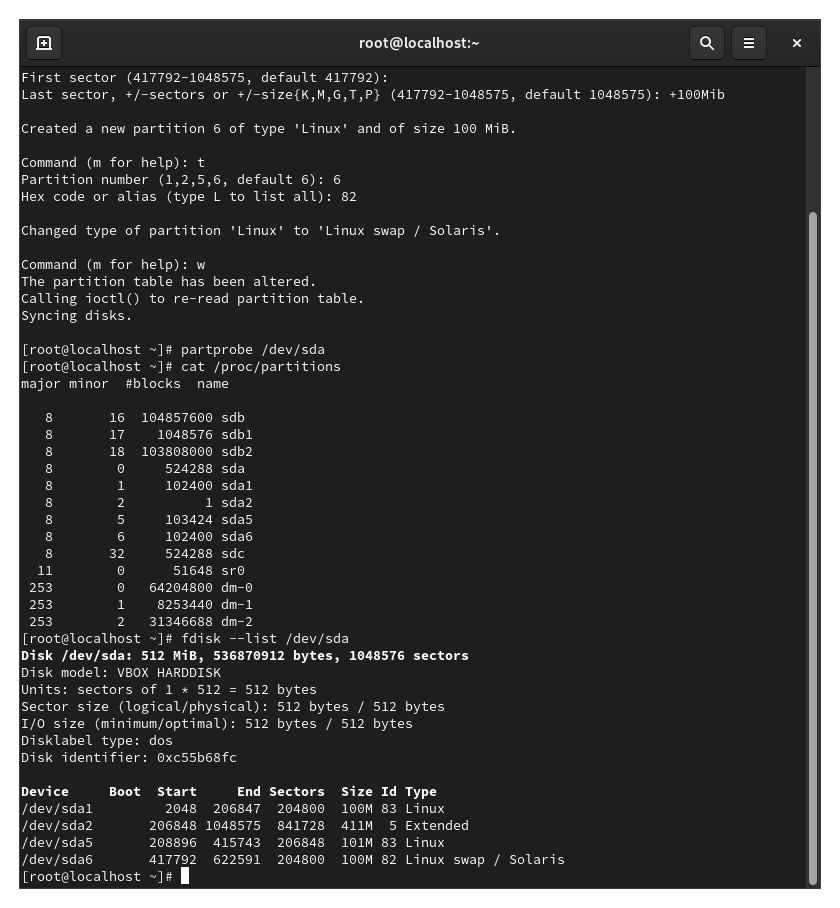 root@localhost:~
First sector (417792-1048575, default 417792):
Last sector, +/-sectors or +/-size{K,M,G,T,P} (417792-1048575, default 1048575): +100Mib
Created a new partition 6 of type 'Linux' and of size 100 MiB.
Command (m for help): t
Partition number (1,2,5,6, default 6): 6
Hex code or alias (type L to list all): 82
Changed type of partition 'Linux' to 'Linux swap / Solaris'.
Command (m for help): w
The partition table has been altered.
Calling ioctl() to re-read partition table.
Syncing disks.
[root@localhost ~]# partprobe /dev/sda
[root@localhost ~]# cat /proc/partitions
major minor  #blocks  name
   8       16  104857600 sdb
   8       17    1048576 sdb1
   8       18  103808000 sdb2
   8        0     524288 sda
   8        1     102400 sda1
   8        2          1 sda2
   8        5     103424 sda5
   8        6     102400 sda6
   8       32     524288 sdc
  11        0      51648 sr0
 253        0   64204800 dm-0
 253        1    8253440 dm-1
 253        2   31346688 dm-2
[root@localhost ~]# fdisk --list /dev/sda
Disk /dev/sda: 512 MiB, 536870912 bytes, 1048576 sectors
Disk model: VBOX HARDDISK
Units: sectors of 1 * 512 = 512 bytes
Sector size (logical/physical): 512 bytes / 512 bytes
I/O size (minimum/optimal): 512 bytes / 512 bytes
Disklabel type: dos
Disk identifier: 0xc55b68fc
Device     Boot  Start     End Sectors  Size Id Type
/dev/sda1         2048  206847  204800  100M 83 Linux
/dev/sda2       206848 1048575  841728  411M  5 Extended
/dev/sda5       208896  415743  206848  101M 83 Linux
/dev/sda6       417792  622591  204800  100M 82 Linux swap / Solaris
[root@localhost ~]#